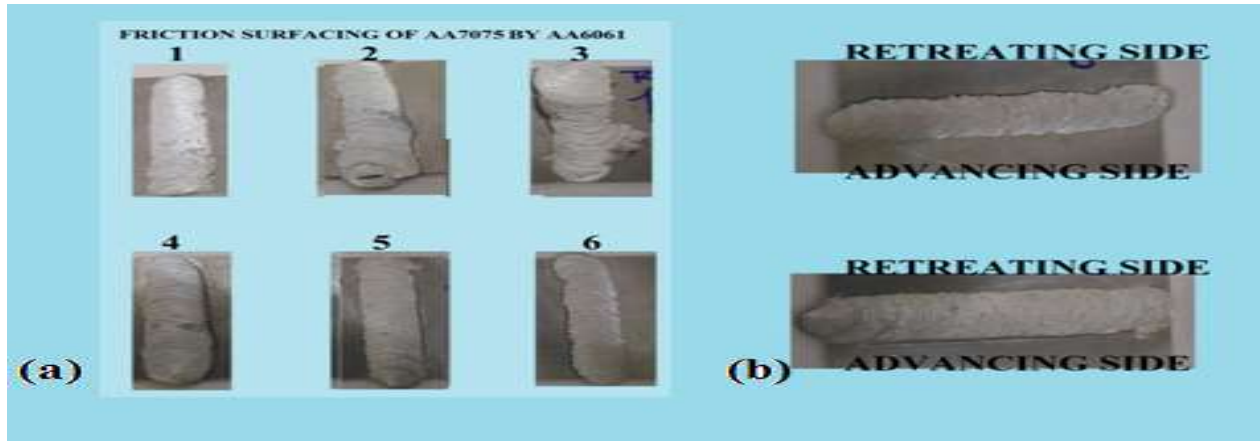 FRICTION SURFACING OF AA7075 BY AA6061
1 2 3
4 5 6
(a)
RETREATING SIDE
ADVANCING SIDE
RETREATING SIDE
ADVANCING SIDE
(b)